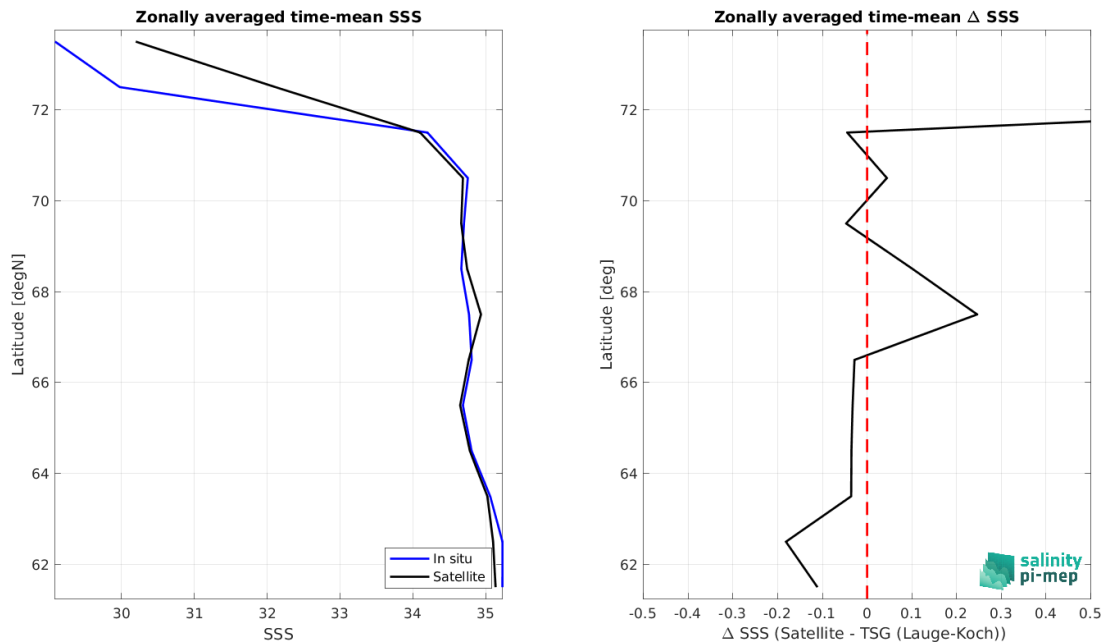 Zonally averaged time-mean SSS
72
70
68
66
64
62
Latitude [degN]
30
31
32
33
34
35
SSS
In situ
Satellite
Zonally averaged time-mean Δ SSS
72
70
68
66
64
62
Latitude [deg]
-0.5
-0.4
-0.3
-0.2
-0.1
0
0.1
0.2
0.3
0.4
0.5
Δ SSS (Satellite - TSG (Lauge-Koch))
salinity
pi-mep